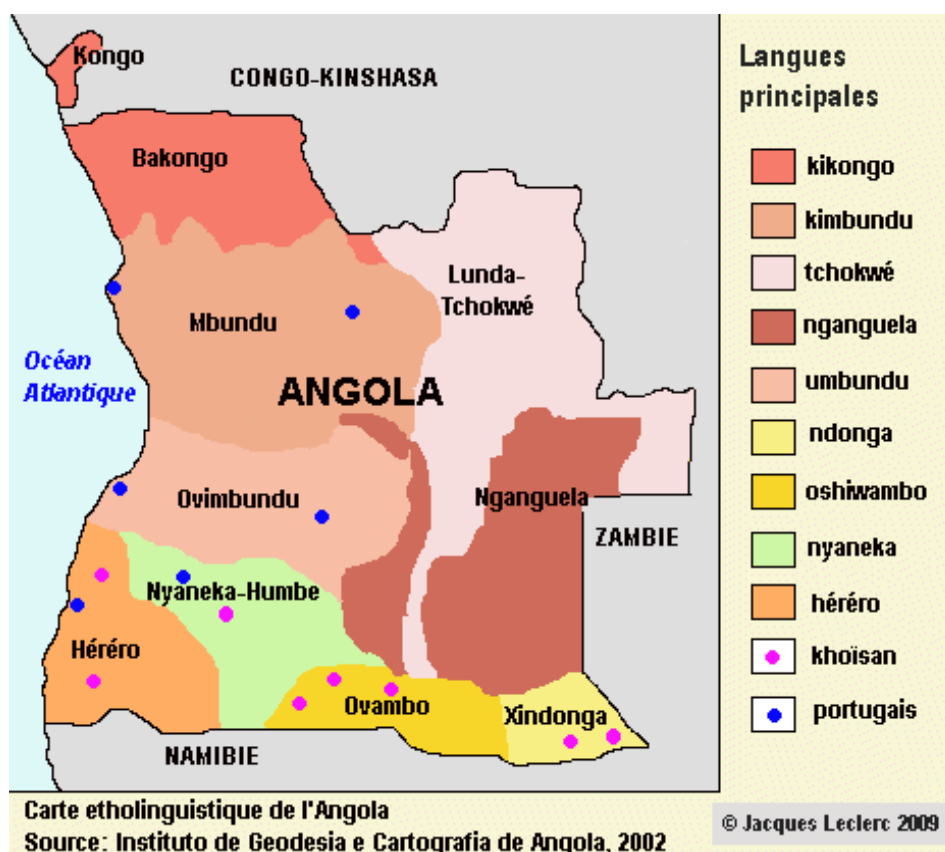 Kongo
CONGO-KINSHASA
Bakongo
Lunda-
Tchokwé
Mbundu
Océan
Atlantique
ANGOLA
Ovimbundu
Nganguela
ZAMBIE
Nyaneka-Humbe
Héréro
Ovambo
Xindonga
NAMIBIE
Langues
principales
kikongo
kimbundu
tchokwé
nganguela
umbundu
ndonga
oshiwambo
nyaneka
héréro
khoïsan
portugais
Carte etholinguistique de l'Angola
Source: Instituto de Geodesia e Cartografia de Angola, 2002
© Jacques Leclerc 2009